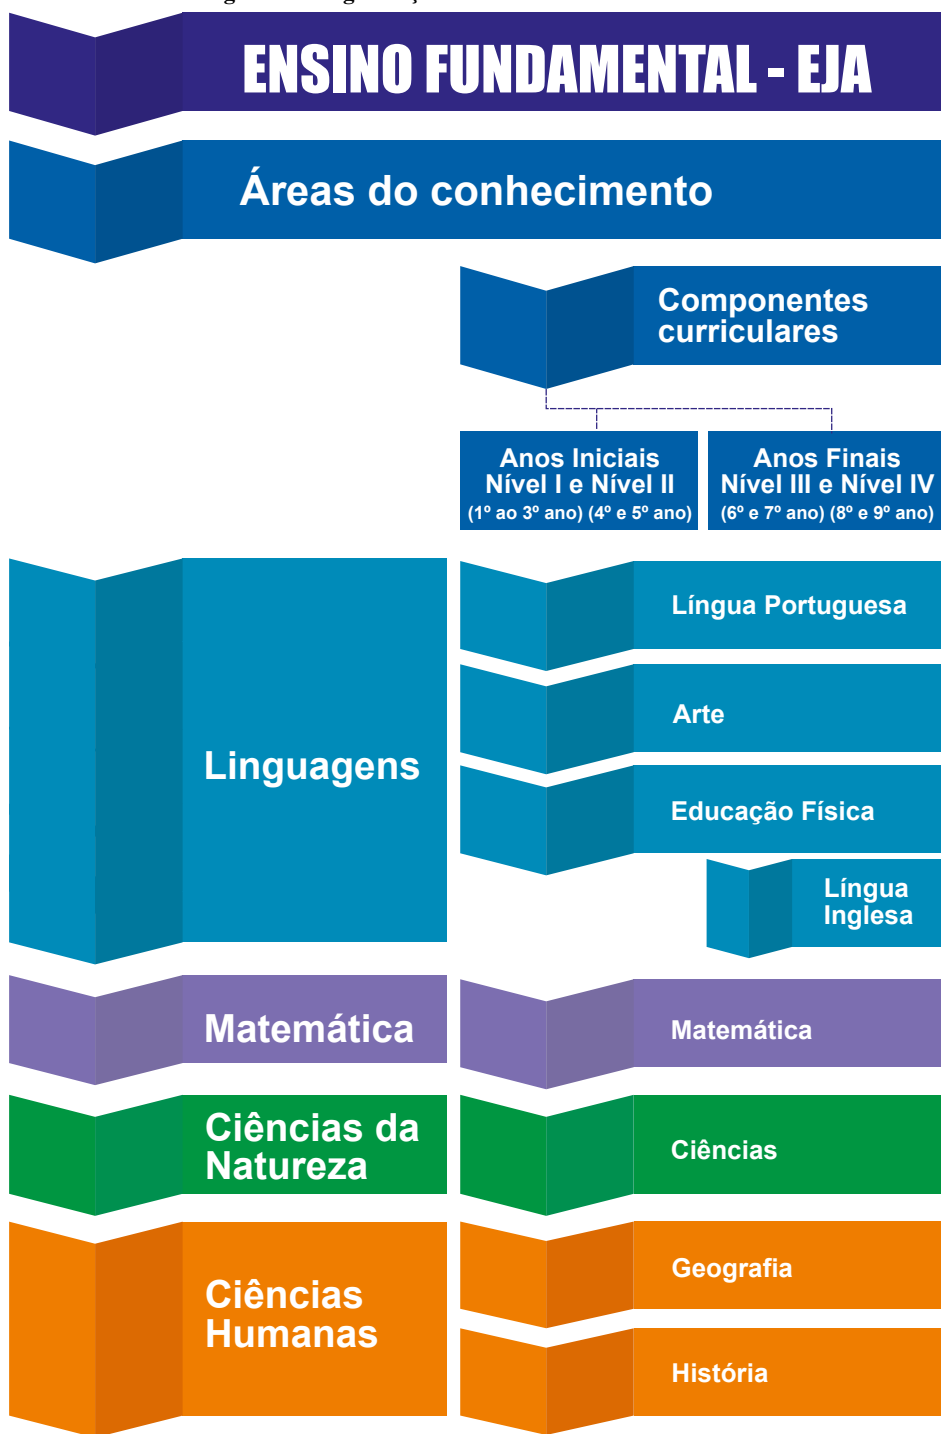 ENSINO FUNDAMENTAL - EJA
Áreas do conhecimento
Componentes
curriculares
Anos Iniciais
Nível I e Nível II
(1º ao 3º ano) (4º e 5º ano)
Anos Finais
Nível III e Nível IV
(6º e 7º ano) (8º e 9º ano)
Linguagens
Língua Portuguesa
Arte
Educação Física
Língua
Inglesa
Matemática
Matemática
Ciências da
Natureza
Ciências
Ciências
Humanas
Geografia
História